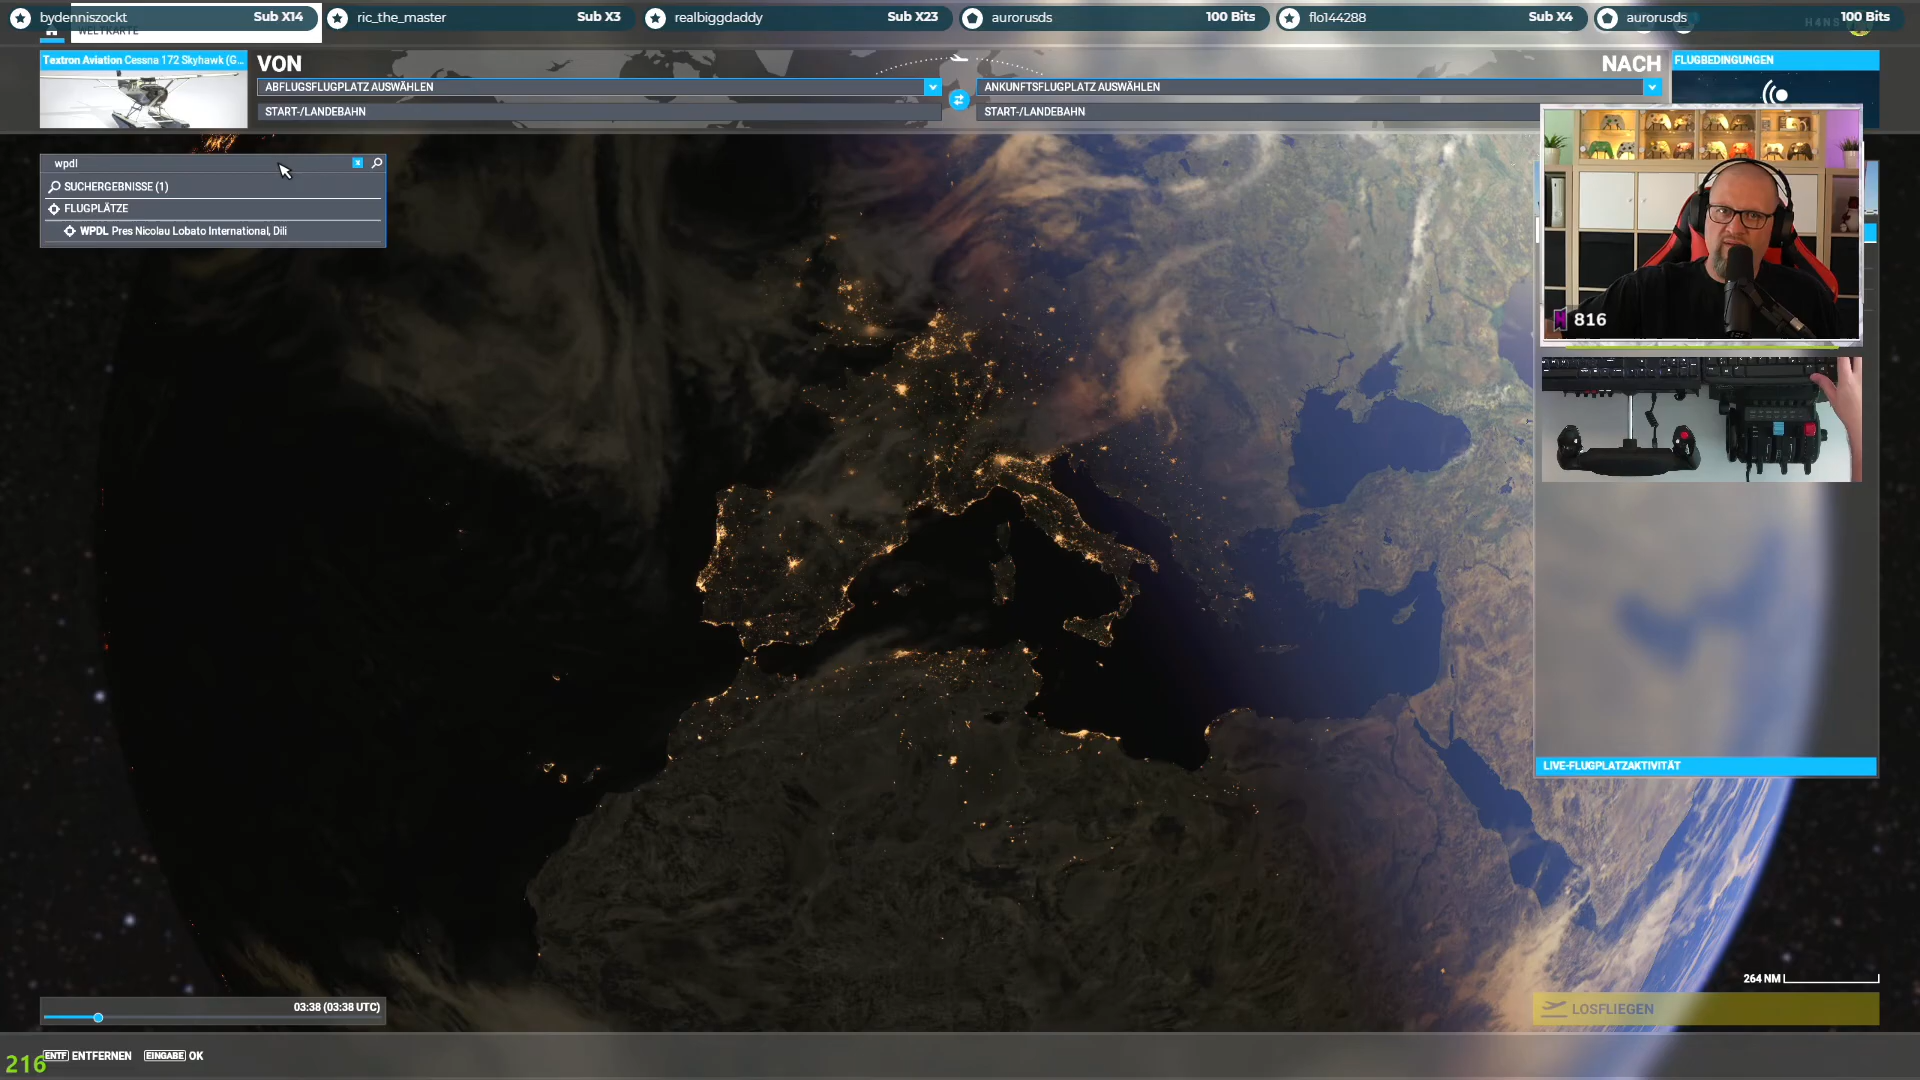 bydenniszockt Sub X14
ric_the_master Sub X3
realbiggdaddy Sub X23
aurorusds 100 Bits
flo144288 Sub X4
aurorusds 100 Bits
WELTKARTE
H4NS
Textron Aviation Cessna 172 Skyhawk (G...
VON
NACH
FLUGBEDINGUNGEN
ABFLUGSFLUGPLATZ AUSWÄHLEN
ANKUNFTSFLUGPLATZ AUSWÄHLEN
START-/LANDEBAHN
START-/LANDEBAHN
wpdl
SUCHERGEBNISSE (1)
FLUGPLÄTZE
WPDL Pres Nicolau Lobato International, Dili
816
LIVE-FLUGPLATZAKTIVITÄT
264 NM
03:38 (03:38 UTC)
LOSFLIEGEN
216
ENTF ENTFERNEN EINGABE OK